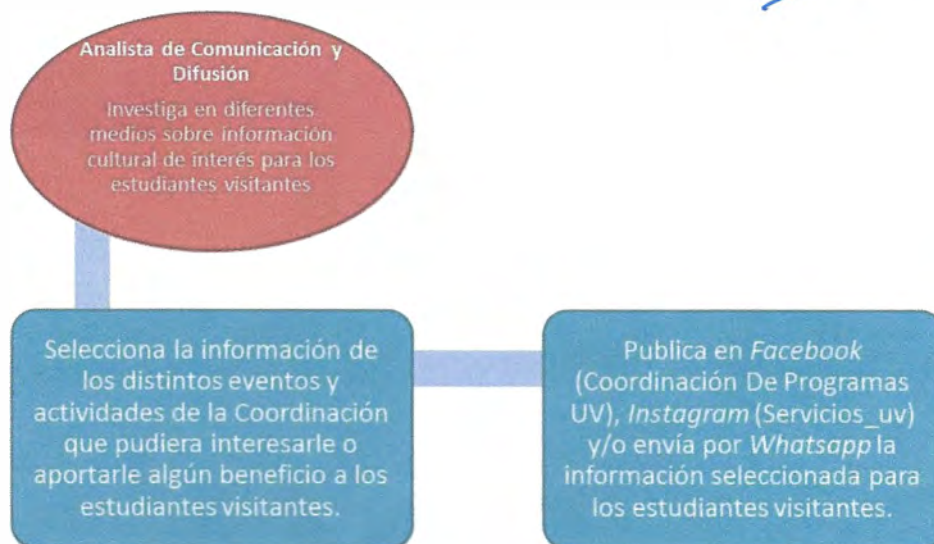 Analista de Comunicación y
Difusión
Investiga en diferentes
medios sobre información
cultural de interés para los
estudiantes visitantes
Selecciona la información de
los distintos eventos y
actividades de la Coordinación
que pudiera interesarle o
aportarle algún beneficio a los
estudiantes visitantes.
Publica en Facebook
(Coordinación De Programas
UV), Instagram (Servicios_uv)
y/o envía por Whatsapp la
información seleccionada para
los estudiantes visitantes.